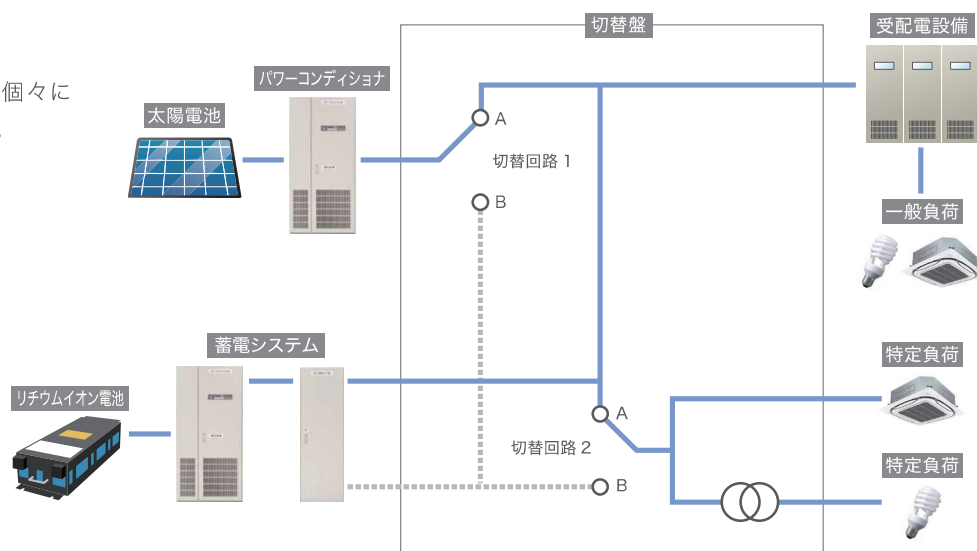 切替盤
受配電設備
個々に
パワーコンディショナ
太陽電池
A
切替回路 1
B
一般負荷
蓄電システム
特定負荷
リチウムイオン電池
A
切替回路 2
特定負荷
B